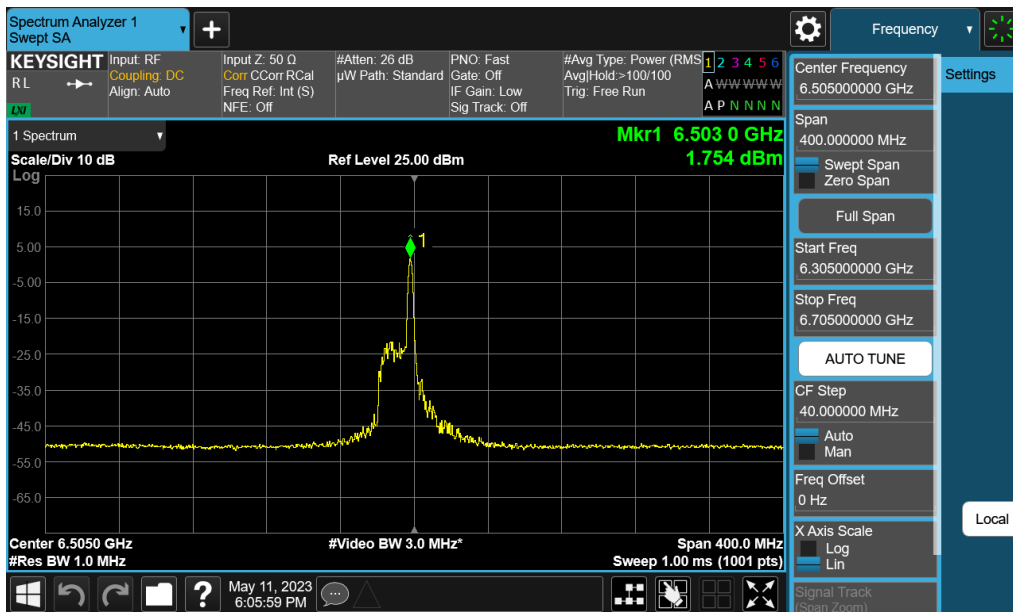 Spectrum Analyzer 1
Swept SA
+
Frequency
KEYSIGHT
R L
LXI
Input: RF
Coupling: DC
Align: Auto
Input Z: 50 Ω
Corr CCorr RCal
Freq Ref: Int (S)
NFE: Off
#Atten: 26 dB
µW Path: Standard
PNO: Fast
Gate: Off
IF Gain: Low
Sig Track: Off
#Avg Type: Power (RMS
Avg|Hold:>100/100
Trig: Free Run
1 2 3 4 5 6
A W W W W W
A P N N N N
1 Spectrum
Mkr1 6.503 0 GHz
Scale/Div 10 dB
Ref Level 25.00 dBm
1.754 dBm
Log
15.0
5.00
-5.00
-15.0
-25.0
-35.0
-45.0
-55.0
-65.0
1
Center 6.5050 GHz
#Video BW 3.0 MHz*
Span 400.0 MHz
#Res BW 1.0 MHz
Sweep 1.00 ms (1001 pts)
Center Frequency
6.505000000 GHz
Span
400.000000 MHz
Swept Span
Zero Span
Full Span
Start Freq
6.305000000 GHz
Stop Freq
6.705000000 GHz
AUTO TUNE
CF Step
40.000000 MHz
Auto
Man
Freq Offset
0 Hz
X Axis Scale
Log
Lin
Signal Track
(Span Zoom)
Settings
Local
?
May 11, 2023
6:05:59 PM